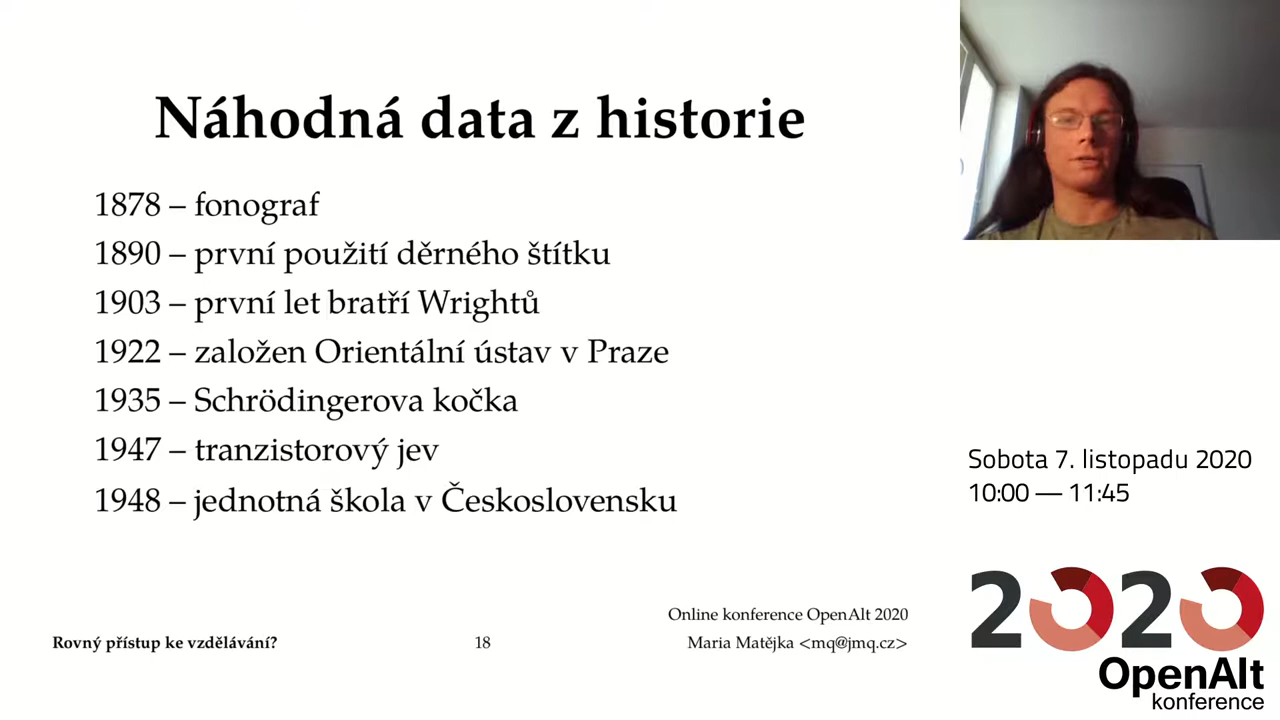 Náhodná data z historie
1878 – fonograf
1890 – první použití děrného štítku
1903 – první let bratří Wrightů
1922 – založen Orientální ústav v Praze
1935 – Schrödingerova kočka
1947 – tranzistorový jev
1948 – jednotná škola v Československu
Online konference OpenAlt 2020
Rovný přístup ke vzdělávání? 18 Maria Matějka <mq@jmq.cz>
Sobota 7. listopadu 2020
10:00 — 11:45
2020
OpenAlt
konference